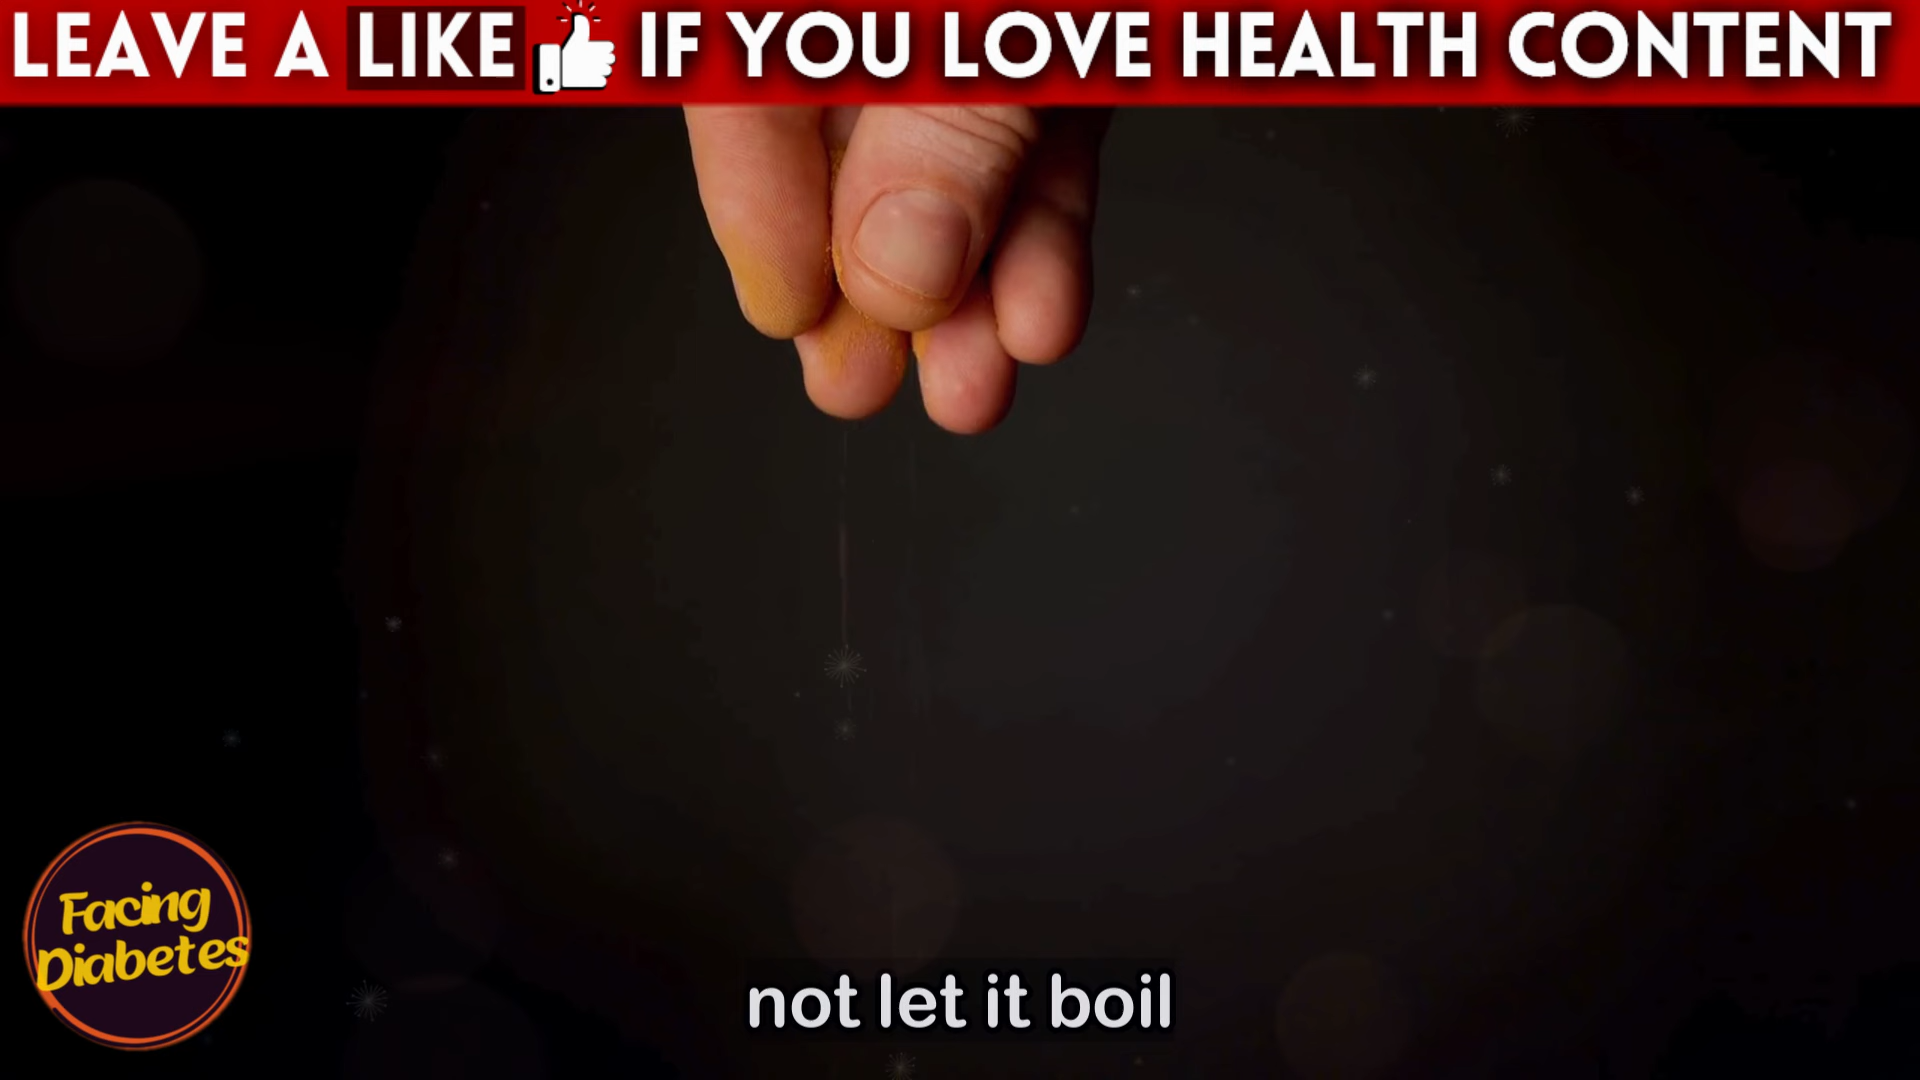 LEAVE A LIKE IF YOU LOVE HEALTH CONTENT
Facing
Diabetes
not let it boil